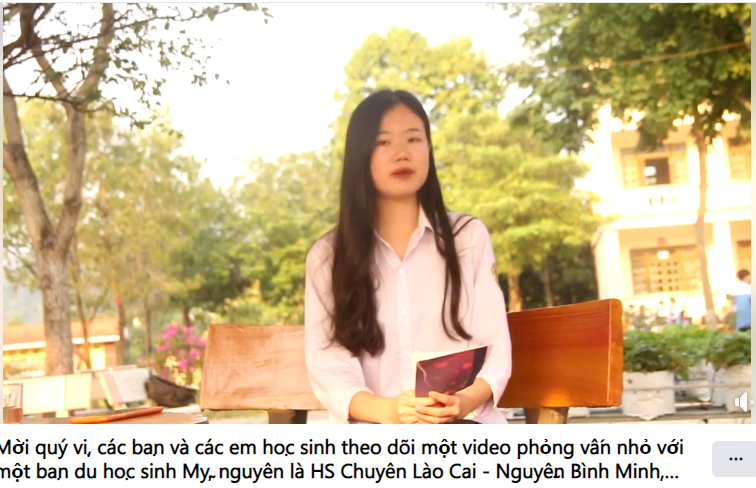 Mời quý vi, các bạn và các em học sinh theo dõi một video phỏng vấn nhỏ với
một bạn du học sinh Mỹ, nguyên là HS Chuyên Lào Cai - Nguyễn Bình Minh,...